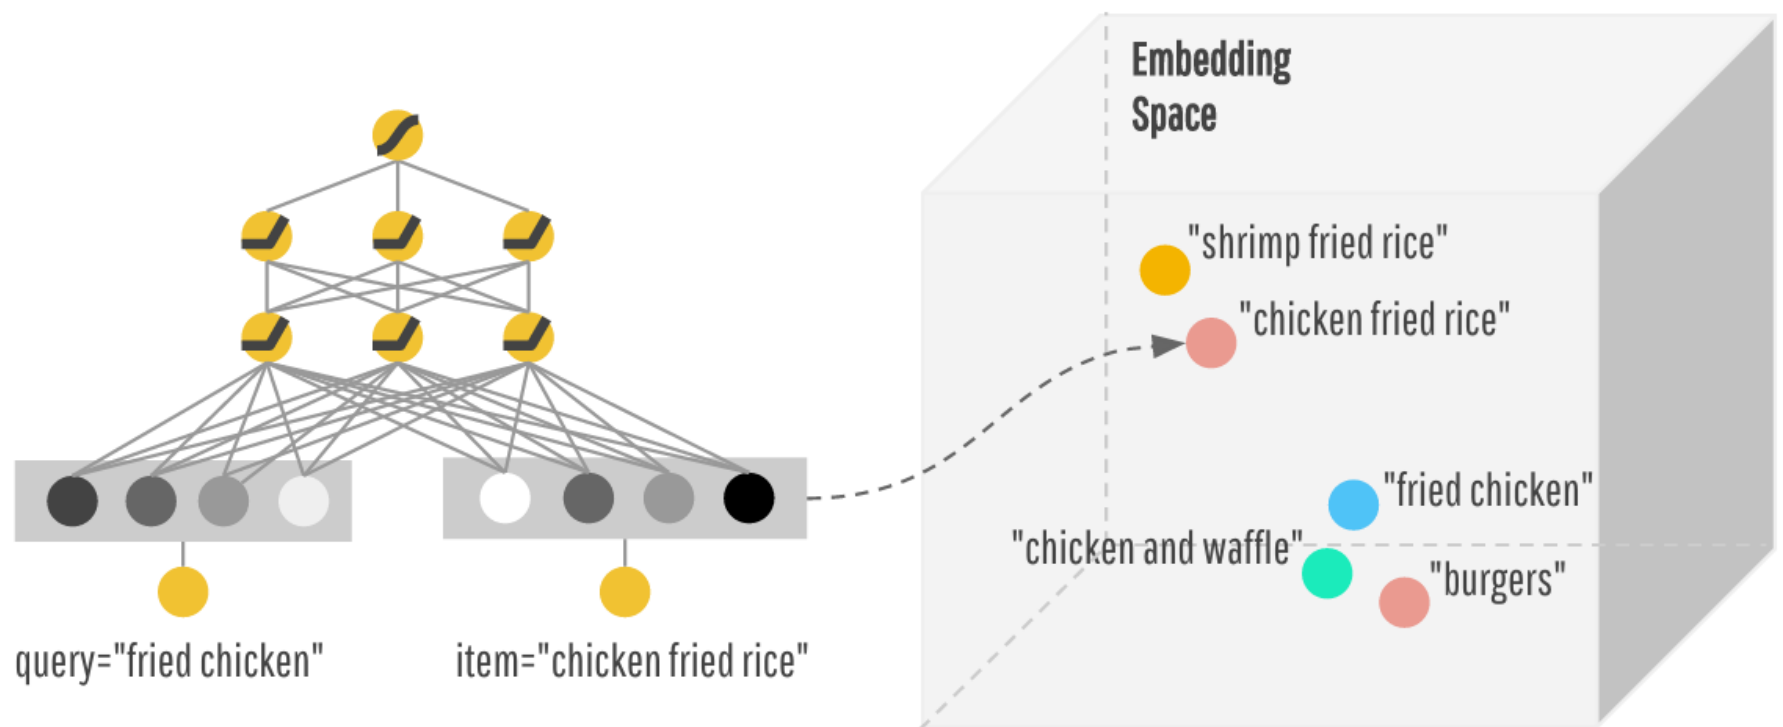 Embedding
Space
"shrimp fried rice"
"chicken fried rice"
"fried chicken"
"chicken and waffle"
"burgers"
query="fried chicken"
item="chicken fried rice"